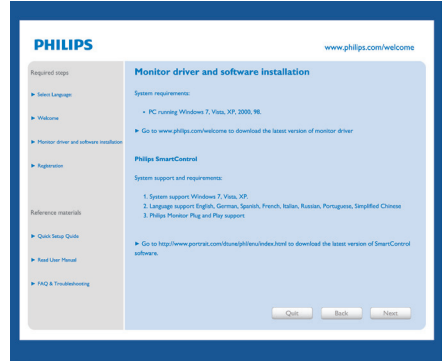 PHILIPS
www.philips.com/welcome
Required steps
► Select Language
► Welcome
► Monitor driver and software installation
► Registration
Reference materials
► Quick Setup Guide
► Read User Manual
► FAQ & Troubleshooting
Monitor driver and software installation
System requirements:
• PC running Windows 7, Vista, XP, 2000, 98.
► Go to www.philips.com/welcome to download the latest version of monitor driver
Philips SmartControl
System support and requirements:
1. System support Windows 7, Vista, XP.
2. Language support English, German, Spanish, French, Italian, Russian, Portuguese, Simplified Chinese
3. Philips Monitor Plug and Play support
► Go to http://www.portrait.com/dtune/phl/enu/index.html to download the latest version of SmartControl
software.
Quit
Back
Next